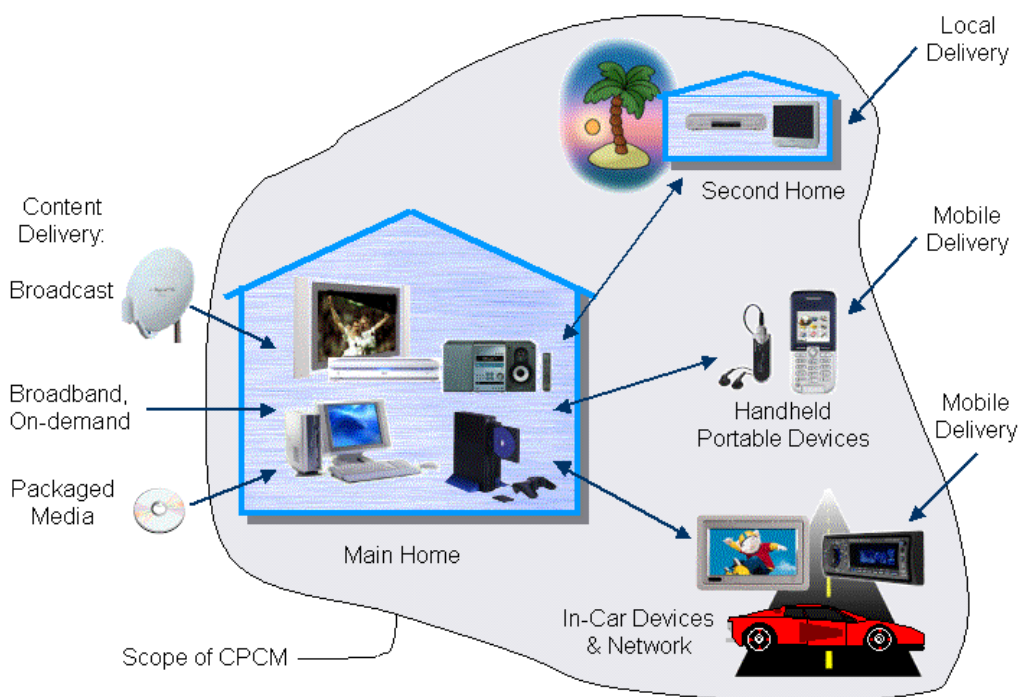 Local
Delivery
Second Home
Content
Delivery:
Mobile
Delivery
Broadcast
Broadband,
On-demand
Handheld
Portable Devices
Mobile
Delivery
Packaged
Media
Main Home
In-Car Devices
& Network
Scope of CPCM